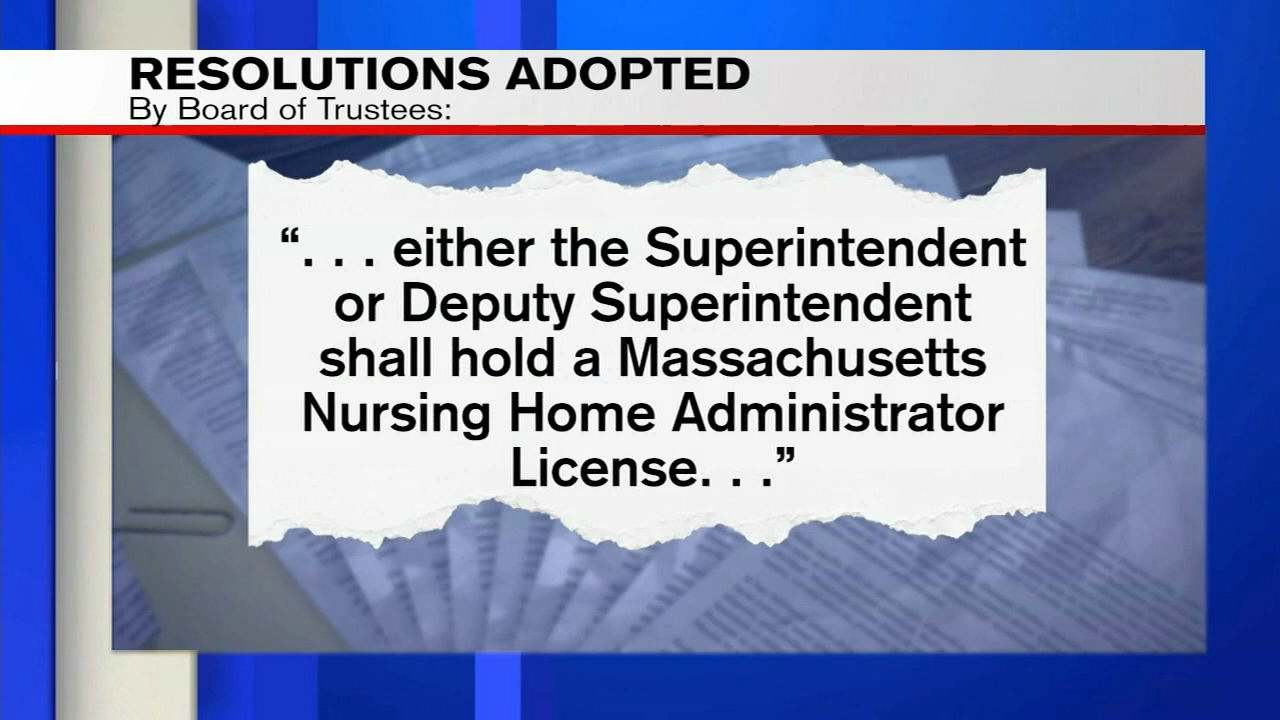 RESOLUTIONS ADOPTED
By Board of Trustees:
“. . . either the Superintendent
or Deputy Superintendent
shall hold a Massachusetts
Nursing Home Administrator
License. . .”